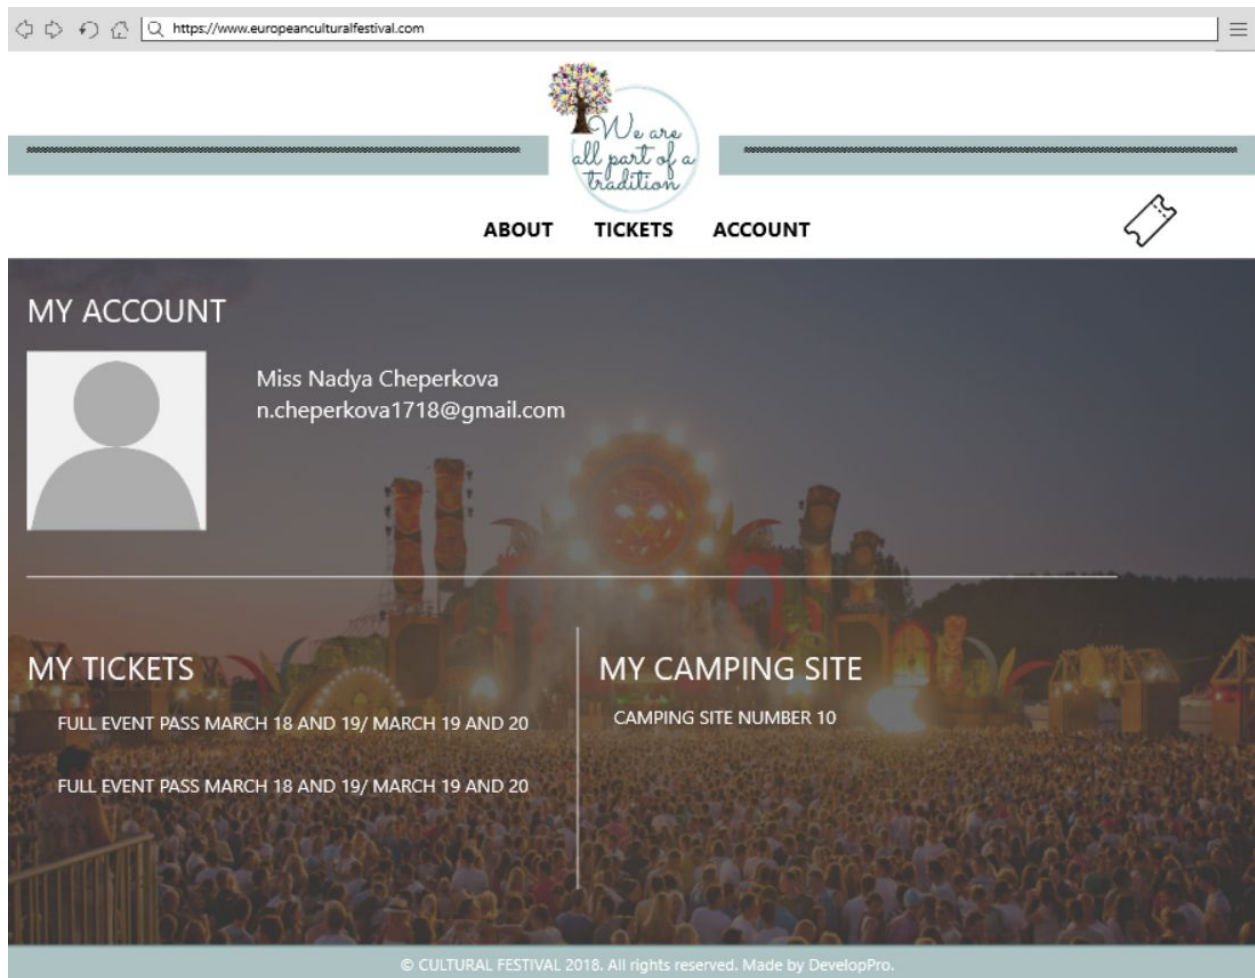 https://www.europeanculturalfestival.com
We are
all part of a
tradition
ABOUT TICKETS ACCOUNT
MY ACCOUNT
Miss Nadya Cheperkova
n.cheperkova1718@gmail.com
MY TICKETS
FULL EVENT PASS MARCH 18 AND 19/ MARCH 19 AND 20
FULL EVENT PASS MARCH 18 AND 19/ MARCH 19 AND 20
MY CAMPING SITE
CAMPING SITE NUMBER 10
© CULTURAL FESTIVAL 2018. All rights reserved. Made by DevelopPro.